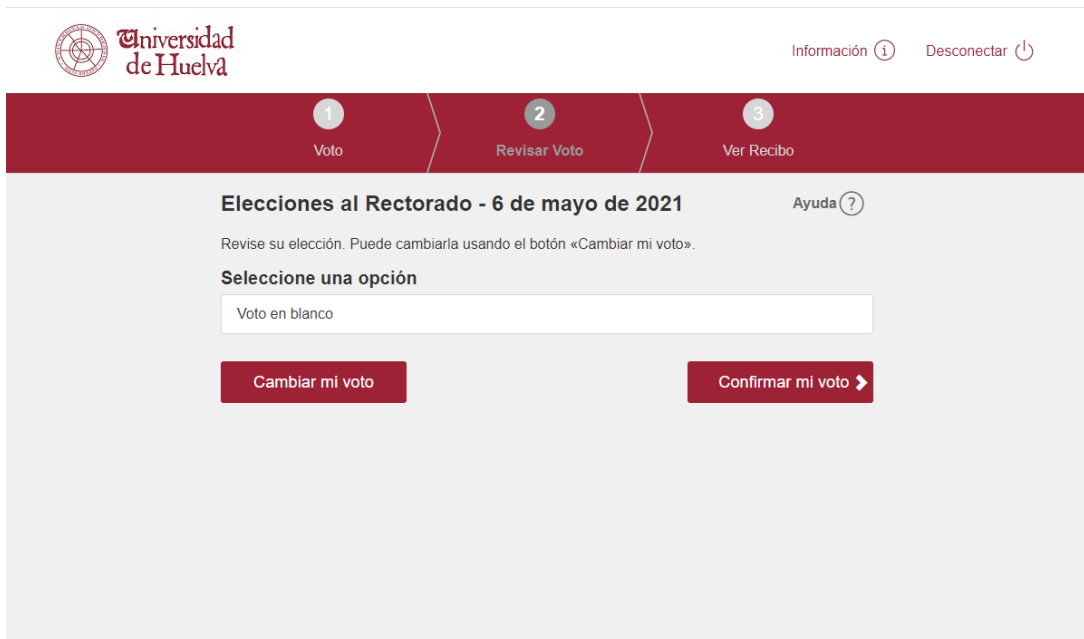 Universidad
de Huelva
Información i
Desconectar
1
Voto
2
Revisar Voto
3
Ver Recibo
Elecciones al Rectorado - 6 de mayo de 2021
Ayuda ?
Revise su elección. Puede cambiarla usando el botón «Cambiar mi voto».
Seleccione una opción
Voto en blanco
Cambiar mi voto
Confirmar mi voto